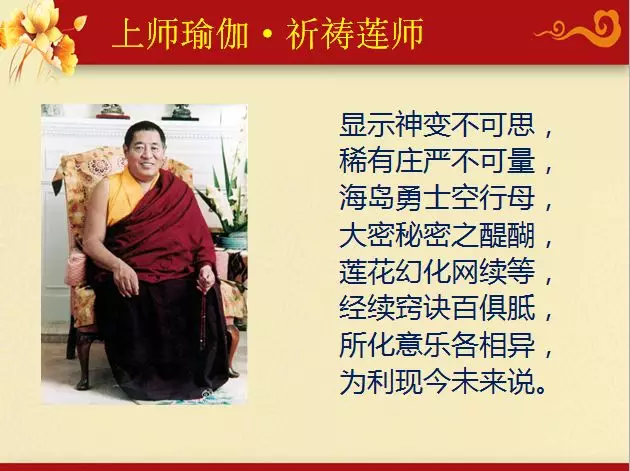 上师瑜伽·祈祷莲师
显示神变不可思，
稀有庄严不可量，
海岛勇士空行母，
大密秘密之醍醐，
莲花幻化网续等，
经续窍诀百俱胝，
所化意乐各相异，
为利现今未来说。